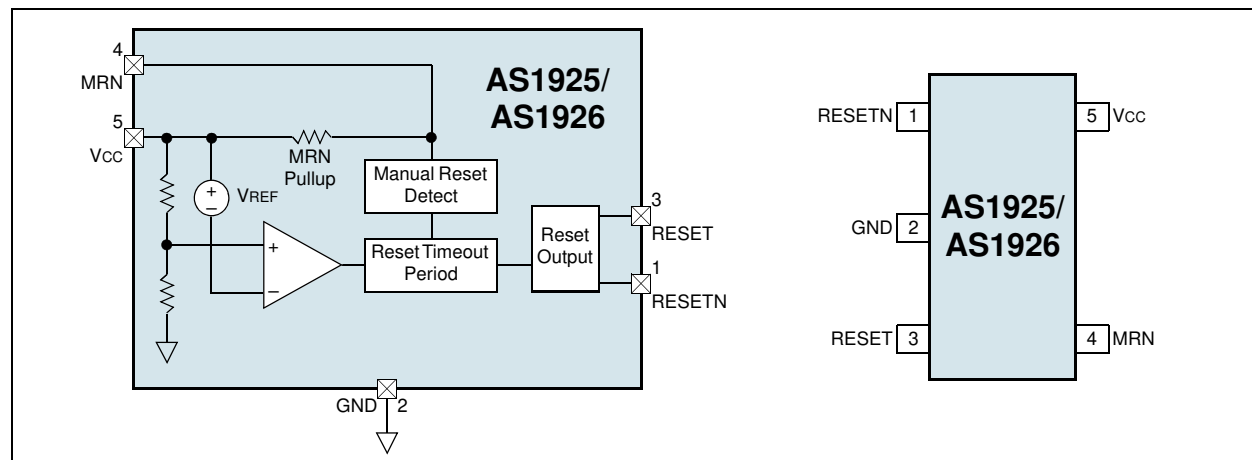 4
MRN
5
VCC
AS1925/
AS1926
MRN
Pullup
Manual Reset
Detect
VREF
+
–
+
–
Reset Timeout
Period
Reset
Output
3
RESET
1
RESETN
GND
2
RESETN
1
5
VCC
AS1925/
AS1926
GND
2
RESET
3
4
MRN